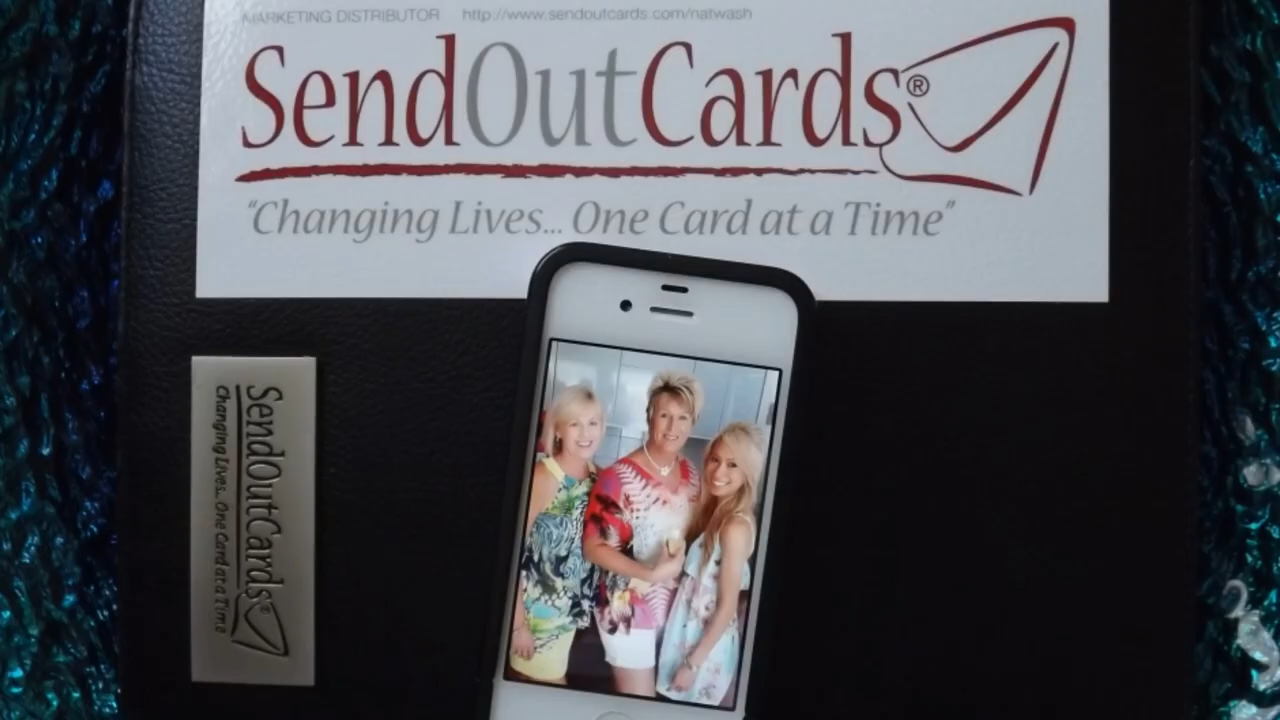 MARKETING DISTRIBUTOR http://www.sendoutcards.com/natwash
SendOutCards®
"Changing Lives... One Card at a Time"
SendOutCards®
Changing Lives... One Card at a Time